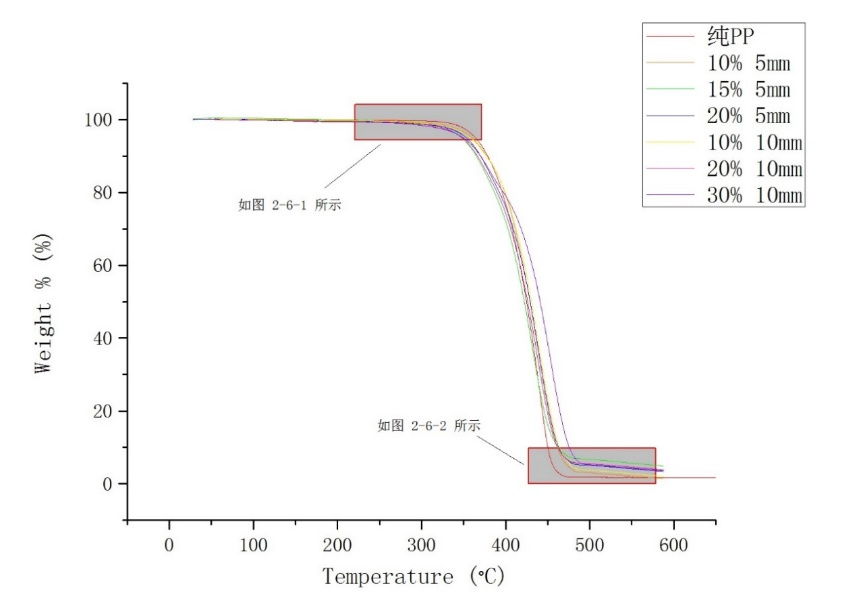 纯PP
10% 5mm
15% 5mm
20% 5mm
10% 10mm
20% 10mm
30% 10mm
100
80
60
40
20
0
Weight % (%)
如图 2-6-1 所示
如图 2-6-2 所示
0 100 200 300 400 500 600
Temperature (℃)